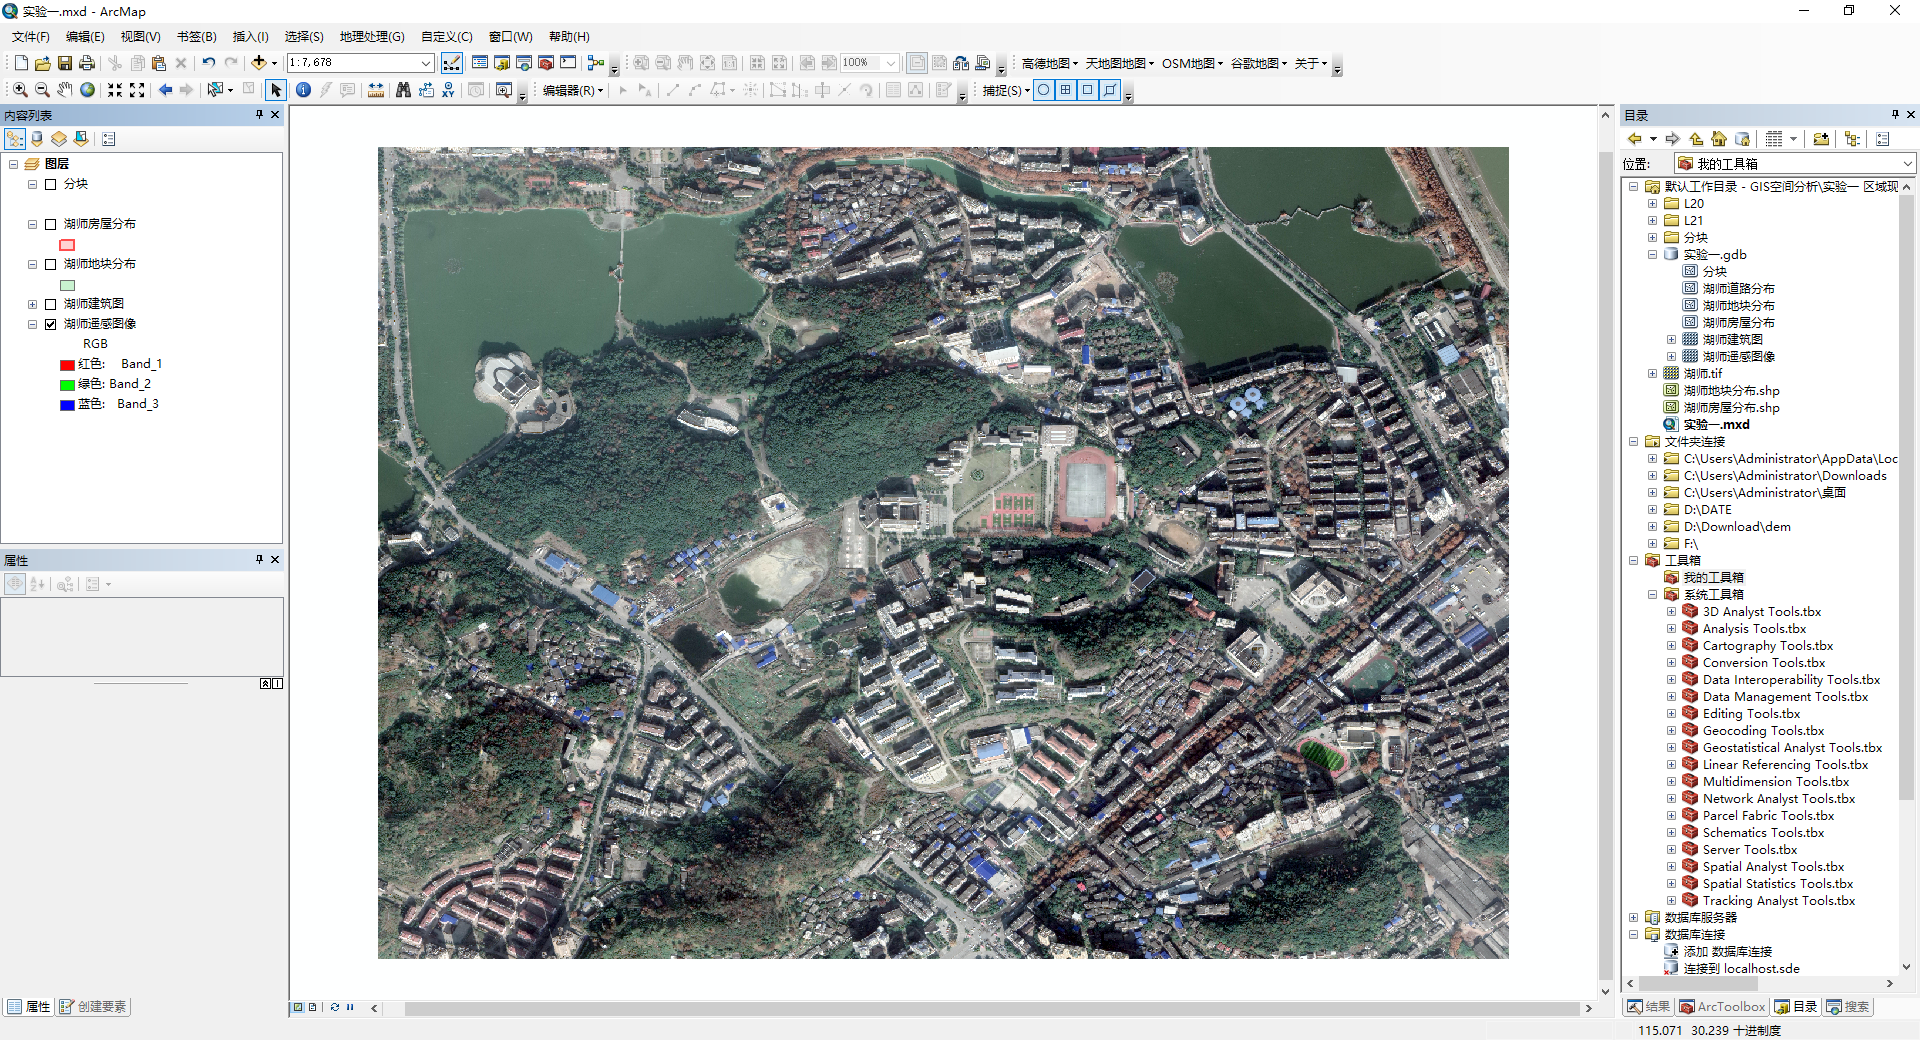 实验一.mxd - ArcMap
文件(F) 编辑(E) 视图(V) 书签(B) 插入(I) 选择(S) 地理处理(G) 自定义(C) 窗口(W) 帮助(H)
1:7,678 100% 高德地图 天地图地图 OSM地图 谷歌地图 关于
编辑器(R) 捕捉(S)
内容列表
图层
分块
湖师房屋分布
湖师地块分布
湖师建筑图
湖师遥感图像
RGB
红色: Band_1
绿色: Band_2
蓝色: Band_3
属性
属性 创建要素
目录
位置: 我的工具箱
默认工作目录 - GIS空间分析\实验一 区域现
L20
L21
分块
实验一.gdb
分块
湖师道路分布
湖师地块分布
湖师房屋分布
湖师建筑图
湖师遥感图像
湖师.tif
湖师地块分布.shp
湖师房屋分布.shp
实验一.mxd
文件夹连接
C:\Users\Administrator\AppData\Loc
C:\Users\Administrator\Downloads
C:\Users\Administrator\桌面
D:\DATE
D:\Download\dem
F:\
工具箱
我的工具箱
系统工具箱
3D Analyst Tools.tbx
Analysis Tools.tbx
Cartography Tools.tbx
Conversion Tools.tbx
Data Interoperability Tools.tbx
Data Management Tools.tbx
Editing Tools.tbx
Geocoding Tools.tbx
Geostatistical Analyst Tools.tbx
Linear Referencing Tools.tbx
Multidimension Tools.tbx
Network Analyst Tools.tbx
Parcel Fabric Tools.tbx
Schematics Tools.tbx
Server Tools.tbx
Spatial Analyst Tools.tbx
Spatial Statistics Tools.tbx
Tracking Analyst Tools.tbx
数据库服务器
数据库连接
添加 数据库连接
连接到 localhost.sde
结果 ArcToolbox 目录 搜索
115.071 30.239 十进制度